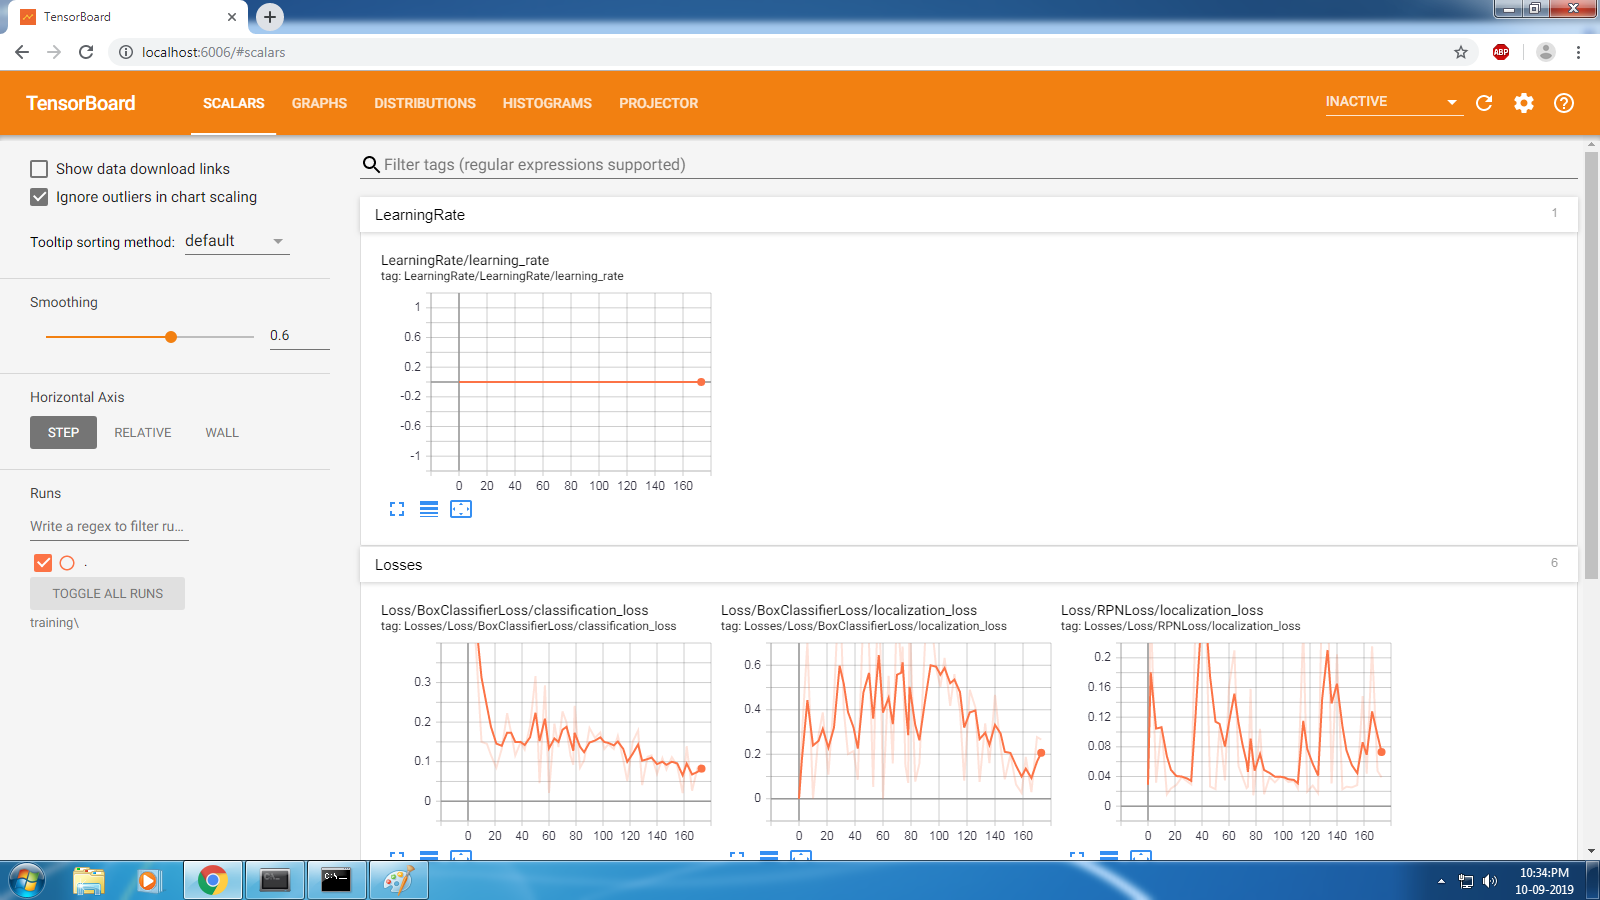 TensorBoard
localhost:6006/#scalars
ABP
TensorBoard
SCALARS
GRAPHS
DISTRIBUTIONS
HISTOGRAMS
PROJECTOR
INACTIVE
Show data download links
Ignore outliers in chart scaling
Tooltip sorting method: default
Smoothing
0.6
Horizontal Axis
STEP
RELATIVE
WALL
Runs
Write a regex to filter ru...
.
TOGGLE ALL RUNS
training\
Filter tags (regular expressions supported)
LearningRate
1
LearningRate/learning_rate
tag: LearningRate/LearningRate/learning_rate
1
0.6
0.2
-0.2
-0.6
-1
0 20 40 60 80 100 120 140 160
Losses
6
Loss/BoxClassifierLoss/classification_loss
tag: Losses/Loss/BoxClassifierLoss/classification_loss
0.3
0.2
0.1
0
0 20 40 60 80 100 120 140 160
Loss/BoxClassifierLoss/localization_loss
tag: Losses/Loss/BoxClassifierLoss/localization_loss
0.6
0.4
0.2
0
0 20 40 60 80 100 120 140 160
Loss/RPNLoss/localization_loss
tag: Losses/Loss/RPNLoss/localization_loss
0.2
0.16
0.12
0.08
0.04
0
0 20 40 60 80 100 120 140 160
10:34:PM
10-09-2019